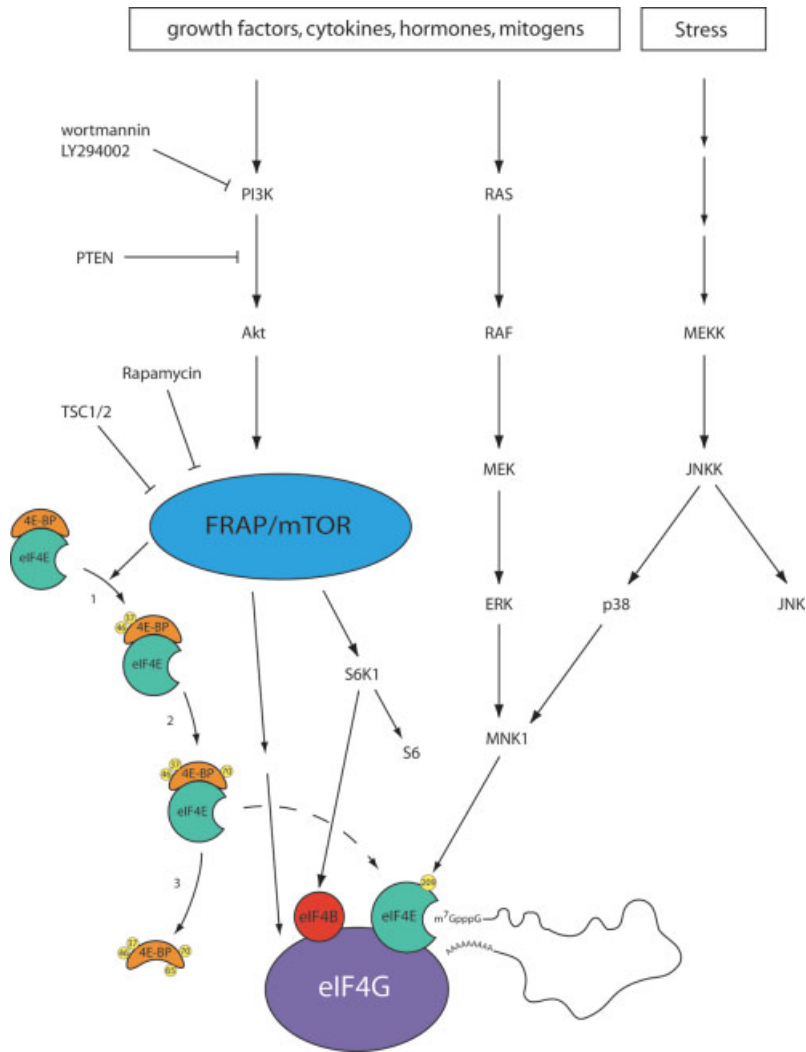 growth factors, cytokines, hormones, mitogens
Stress
wortmannin
LY294002
PI3K
RAS
PTEN
Akt
RAF
MEKK
Rapamycin
TSC1/2
MEK
JNKK
FRAP/mTOR
4E-BP
eIF4E
1
ERK
p38
JNK
37
46
4E-BP
eIF4E
S6K1
2
S6
MNK1
37
46
4E-BP
70
eIF4E
3
209
eIF4B
eIF4E
m⁷GpppG
37
46
4E-BP
70
65
AAAAAAAA
eIF4G